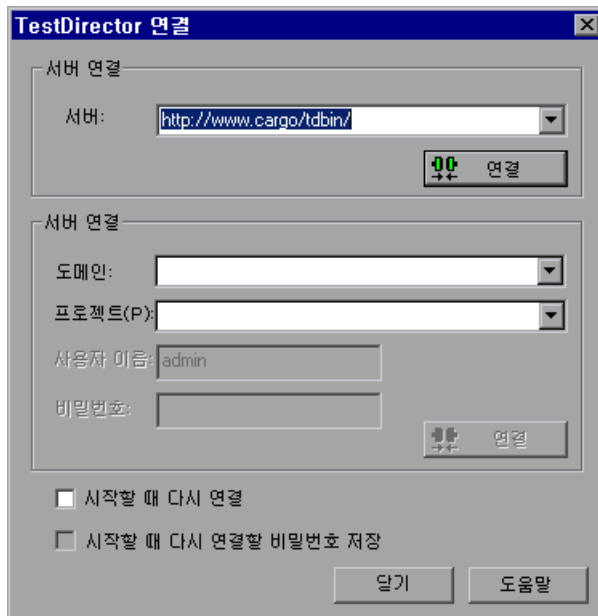 TestDirector 연결
서버 연결
서버: http://www.cargo/tdbin/
연결
서버 연결
도메인:
프로젝트(P):
사용자 이름: admin
비밀번호:
연결
시작할 때 다시 연결
시작할 때 다시 연결할 비밀번호 저장
닫기 도움말